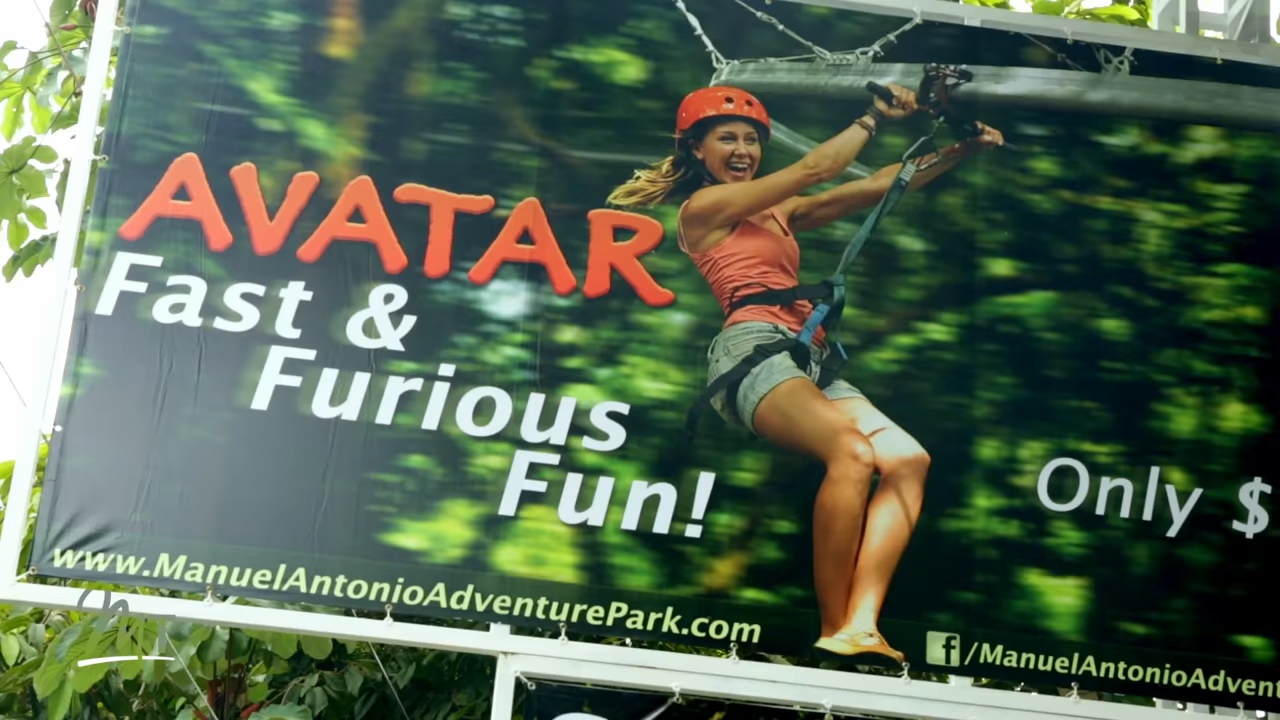 AVATAR
Fast &
Furious
Fun!
Only $
www.ManuelAntonioAdventurePark.com
f /ManuelAntonioAdvent